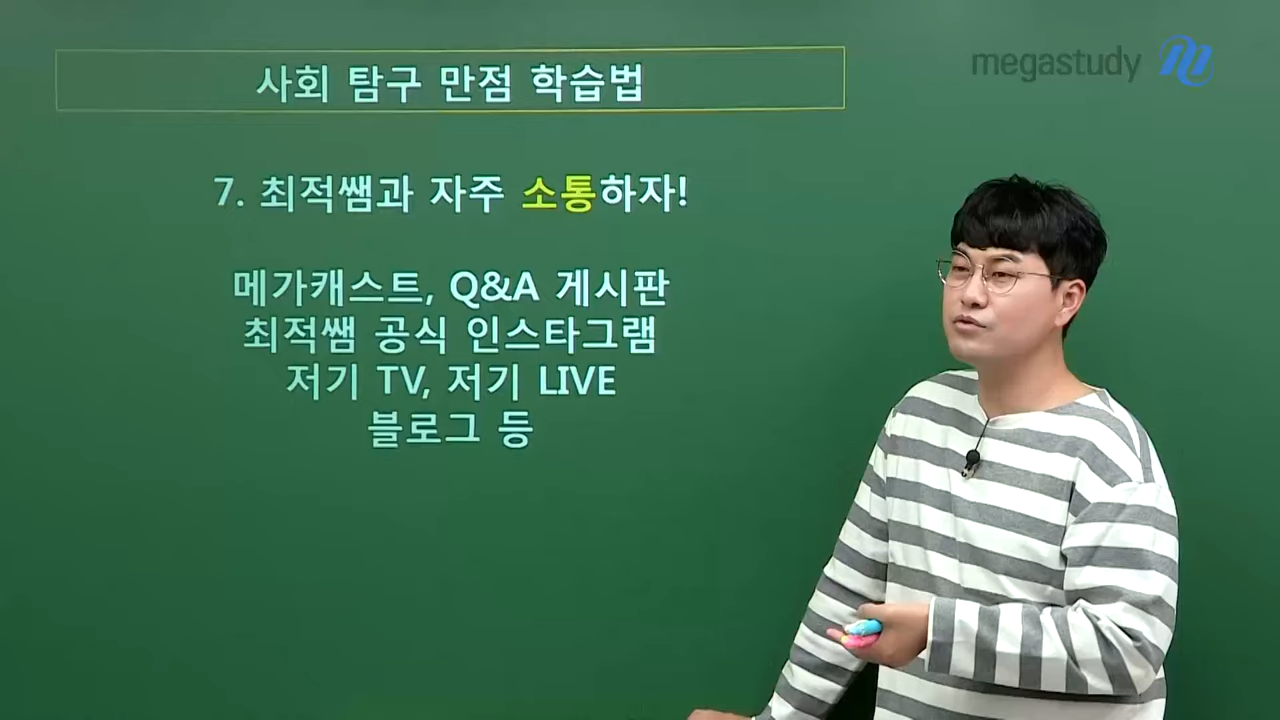 사회 탐구 만점 학습법
megastudy
7. 최적쌤과 자주 소통하자!
메가캐스트, Q&A 게시판
최적쌤 공식 인스타그램
저기 TV, 저기 LIVE
블로그 등